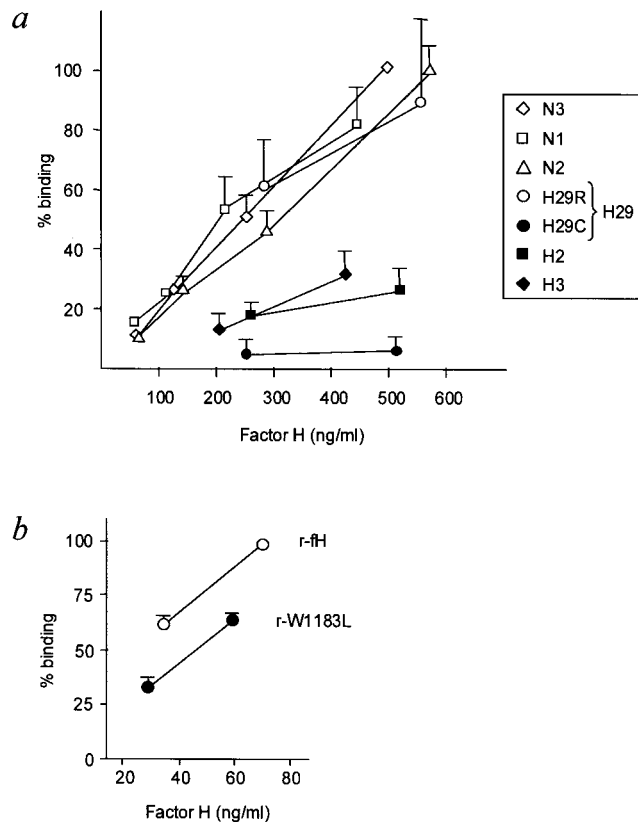 a
% binding
100
80
60
40
20
100 200 300 400 500 600
Factor H (ng/ml)
N3
N1
N2
H29R
H29C
H29
H2
H3
b
% binding
100
75
50
25
0
r-fH
r-W1183L
20 40 60 80
Factor H (ng/ml)